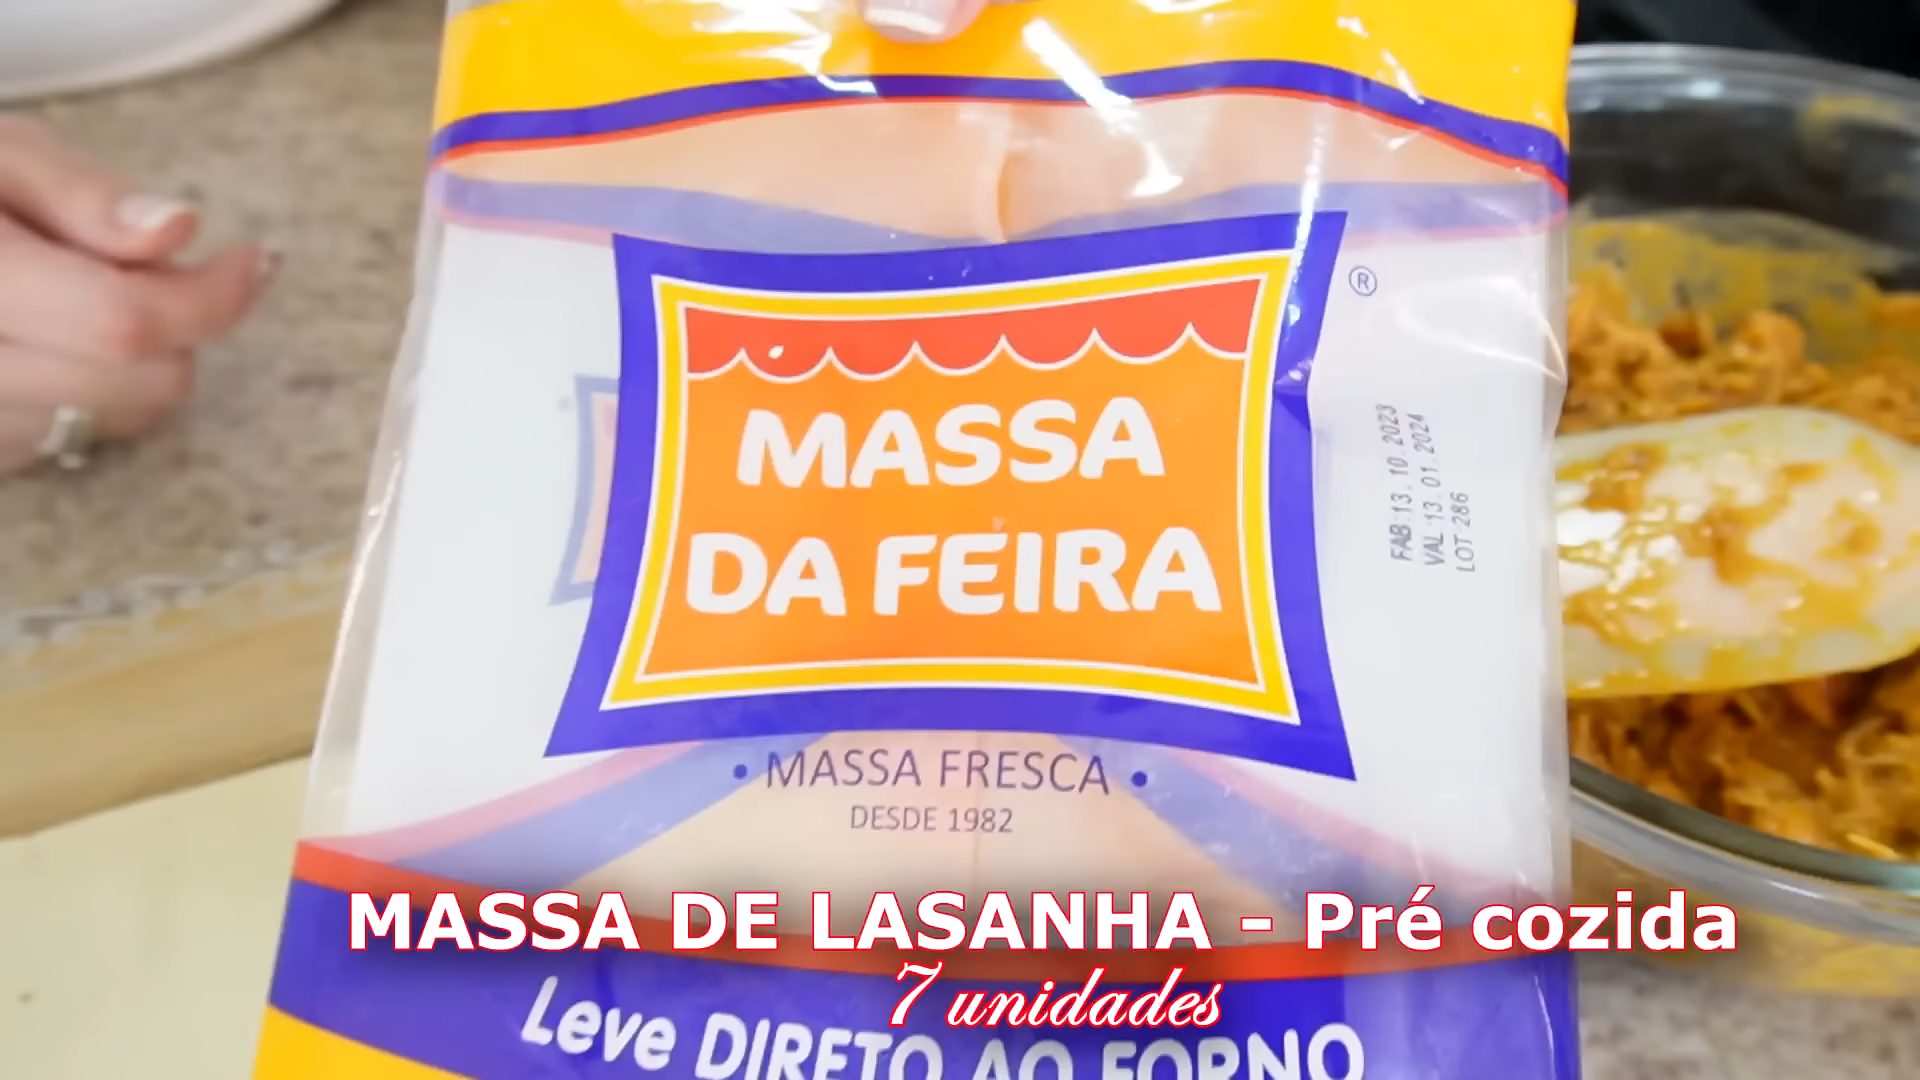 ®
MASSA
DA FEIRA
FAB 13.10.2023
VAL 13.01.2024
LOT 286
• MASSA FRESCA •
DESDE 1982
MASSA DE LASANHA - Pré cozida
7 unidades
Leve DIRETO AO FORNO